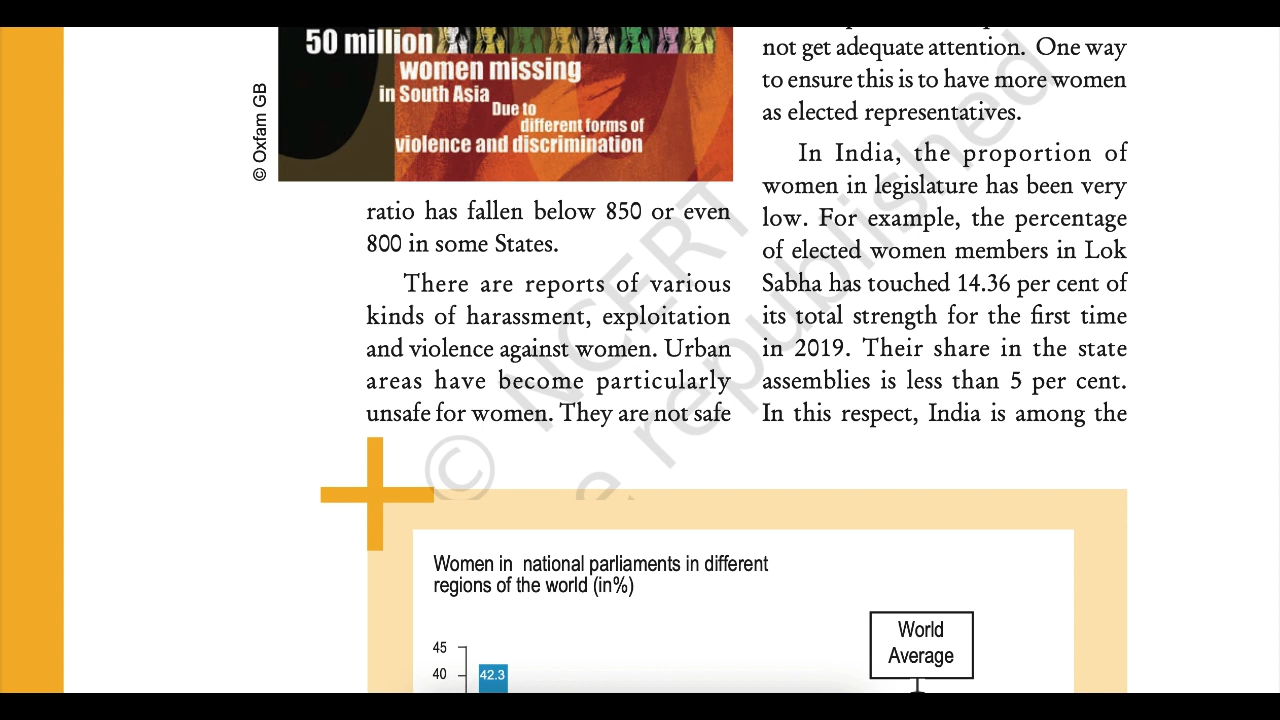 50 million
women missing
in South Asia
Due to
different forms of
violence and discrimination
© Oxfam GB
ratio has fallen below 850 or even
800 in some States.
There are reports of various
kinds of harassment, exploitation
and violence against women. Urban
areas have become particularly
unsafe for women. They are not safe
not get adequate attention. One way
to ensure this is to have more women
as elected representatives.
In India, the proportion of
women in legislature has been very
low. For example, the percentage
of elected women members in Lok
Sabha has touched 14.36 per cent of
its total strength for the first time
in 2019. Their share in the state
assemblies is less than 5 per cent.
In this respect, India is among the
© NCERT
e republished
Women in national parliaments in different
regions of the world (in%)
World
Average
45
40
42.3